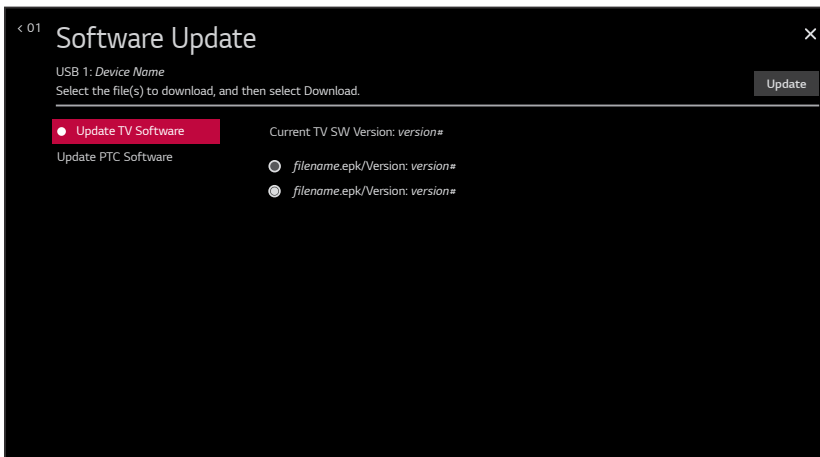 < 01
Software Update
USB 1: Device Name
Select the file(s) to download, and then select Download.
Update
Update TV Software
Current TV SW Version: version#
Update PTC Software
filename.epk/Version: version#
filename.epk/Version: version#